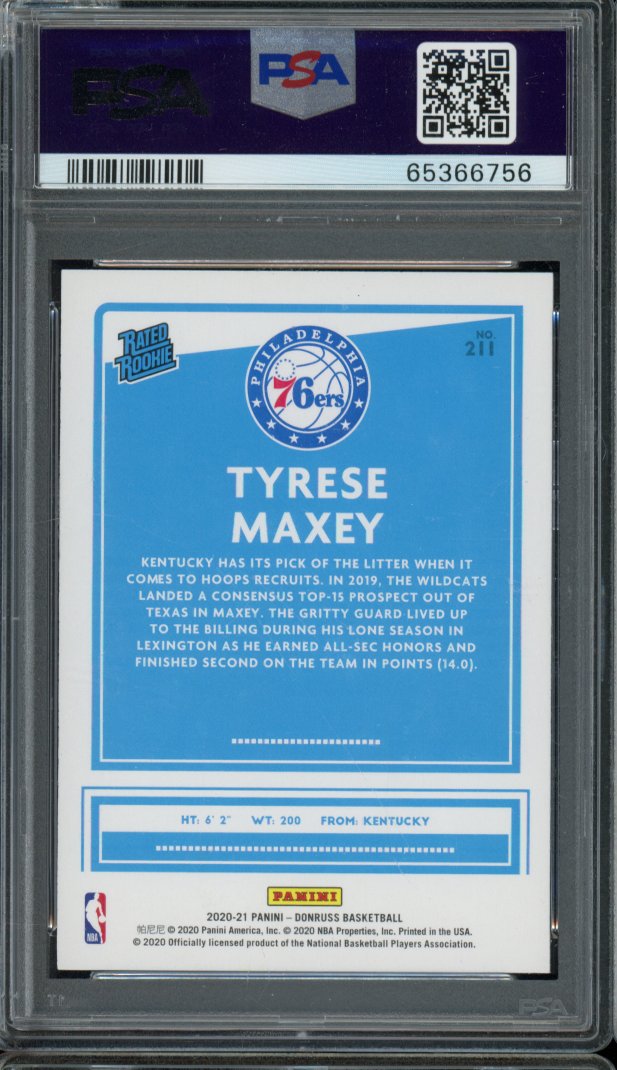 PSA
PSA
65366756
RATED
ROOKIE
NO.
211
PHILADELPHIA
76ers
TYRESE
MAXEY
KENTUCKY HAS ITS PICK OF THE LITTER WHEN IT
COMES TO HOOPS RECRUITS. IN 2019, THE WILDCATS
LANDED A CONSENSUS TOP-15 PROSPECT OUT OF
TEXAS IN MAXEY. THE GRITTY GUARD LIVED UP
TO THE BILLING DURING HIS LONE SEASON IN
LEXINGTON AS HE EARNED ALL-SEC HONORS AND
FINISHED SECOND ON THE TEAM IN POINTS (14.0).
HT: 6' 2" WT: 200 FROM: KENTUCKY
PANINI
2020-21 PANINI – DONRUSS BASKETBALL
帕尼尼 © 2020 Panini America, Inc. © 2020 NBA Properties, Inc. Printed in the USA.
© 2020 Officially licensed product of the National Basketball Players Association.
NBA
PSA